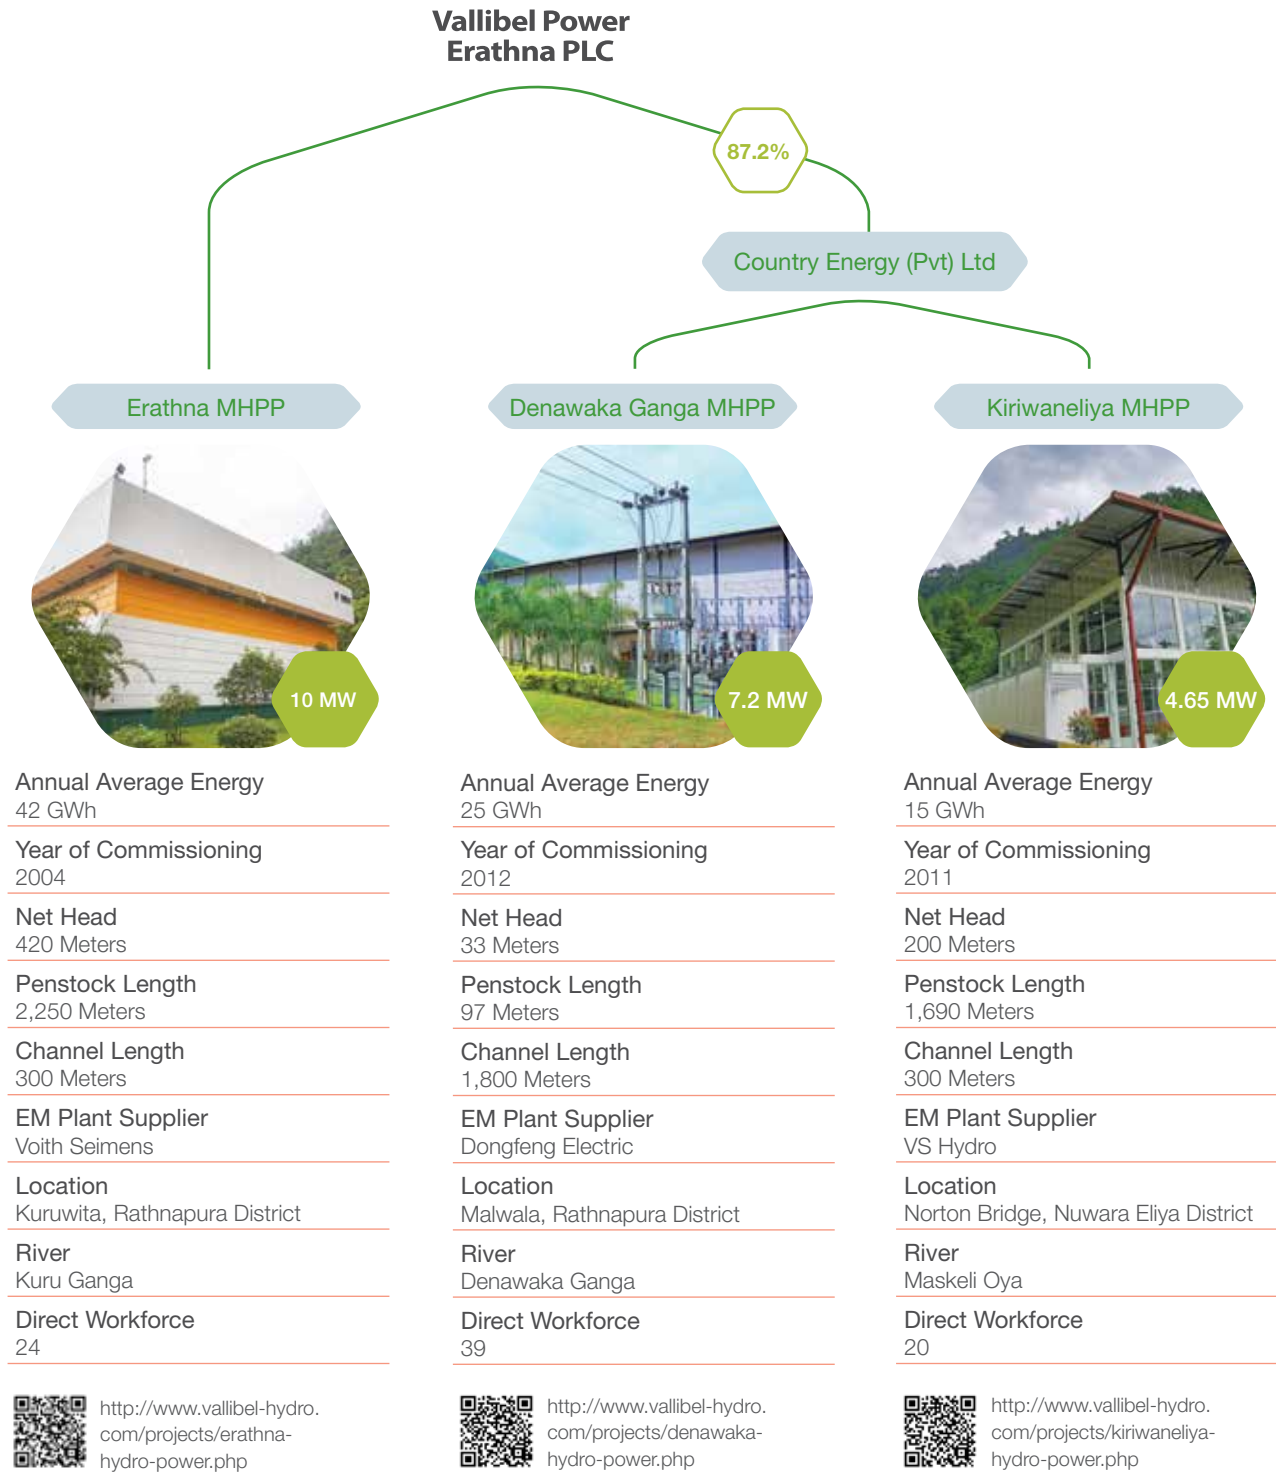 Vallibel Power
Erathna PLC
87.2%
Country Energy (Pvt) Ltd
Erathna MHPP
Denawaka Ganga MHPP
Kiriwaneliya MHPP
10 MW
7.2 MW
4.65 MW
Annual Average Energy
42 GWh
Year of Commissioning
2004
Net Head
420 Meters
Penstock Length
2,250 Meters
Channel Length
300 Meters
EM Plant Supplier
Voith Seimens
Location
Kuruwita, Rathnapura District
River
Kuru Ganga
Direct Workforce
24
http://www.vallibel-hydro.
com/projects/erathna-
hydro-power.php
Annual Average Energy
25 GWh
Year of Commissioning
2012
Net Head
33 Meters
Penstock Length
97 Meters
Channel Length
1,800 Meters
EM Plant Supplier
Dongfeng Electric
Location
Malwala, Rathnapura District
River
Denawaka Ganga
Direct Workforce
39
http://www.vallibel-hydro.
com/projects/denawaka-
hydro-power.php
Annual Average Energy
15 GWh
Year of Commissioning
2011
Net Head
200 Meters
Penstock Length
1,690 Meters
Channel Length
300 Meters
EM Plant Supplier
VS Hydro
Location
Norton Bridge, Nuwara Eliya District
River
Maskeli Oya
Direct Workforce
20
http://www.vallibel-hydro.
com/projects/kiriwaneliya-
hydro-power.php